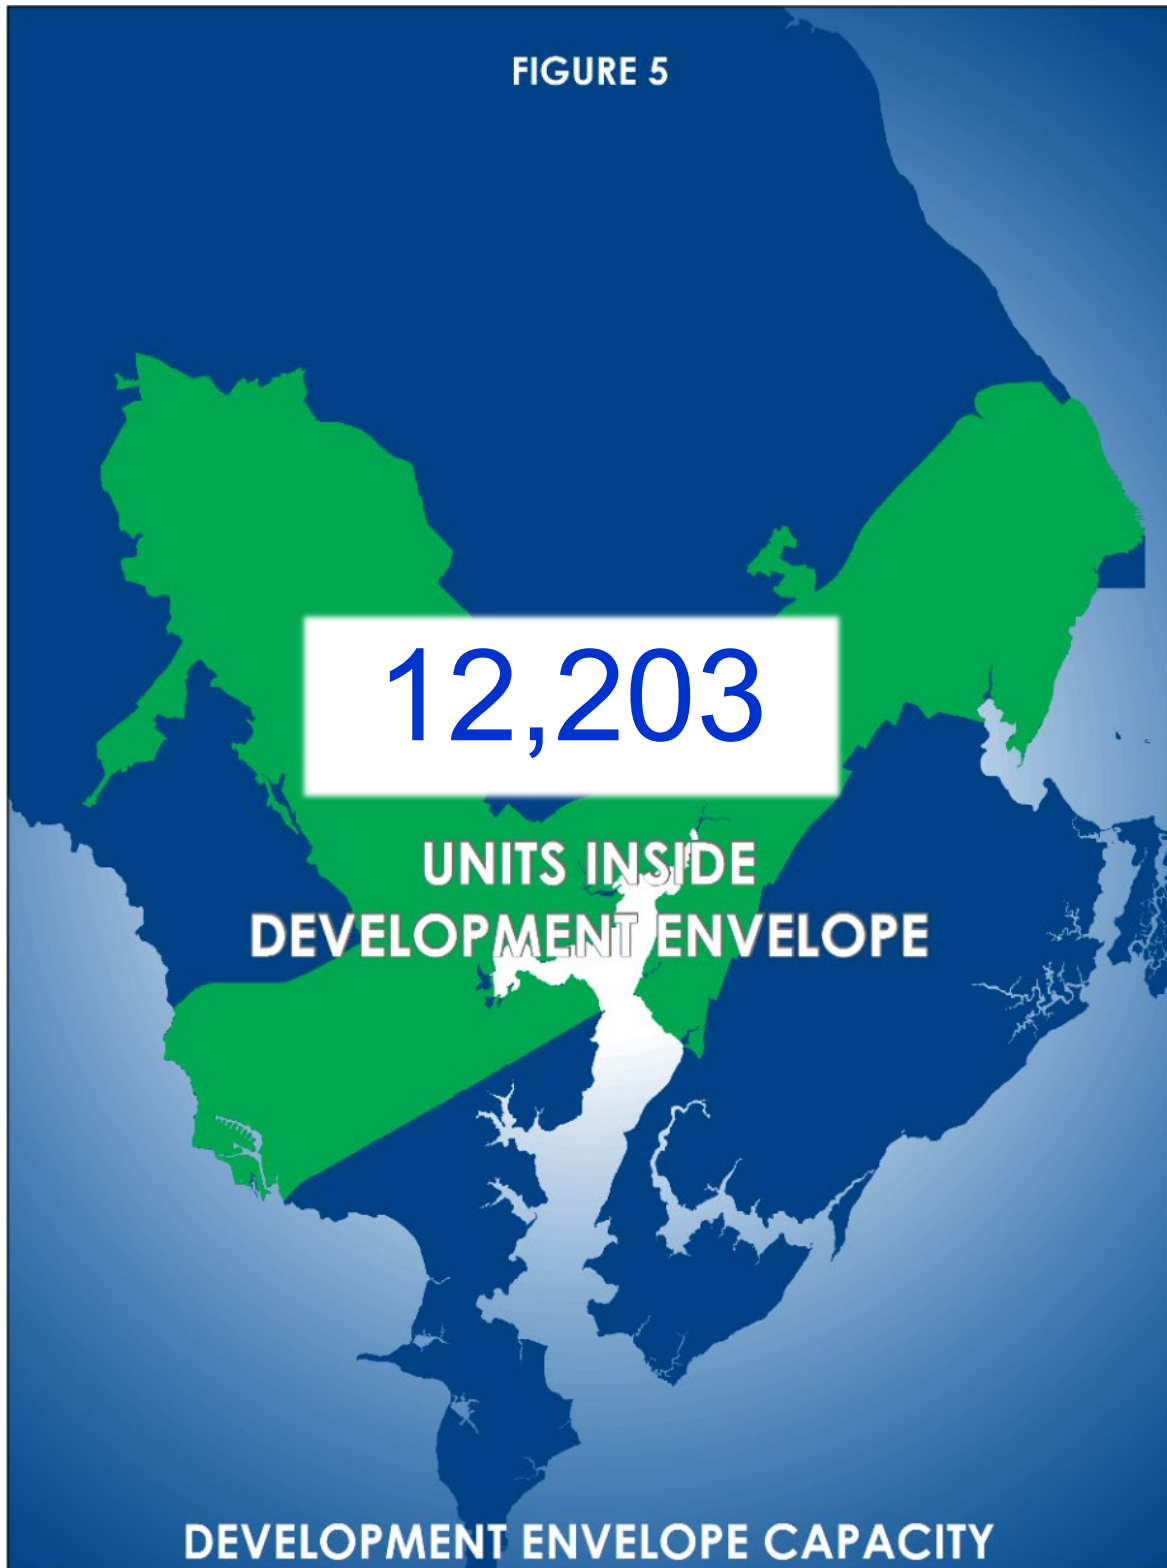 FIGURE 5
12,203
UNITS INSIDE
DEVELOPMENT ENVELOPE
DEVELOPMENT ENVELOPE CAPACITY